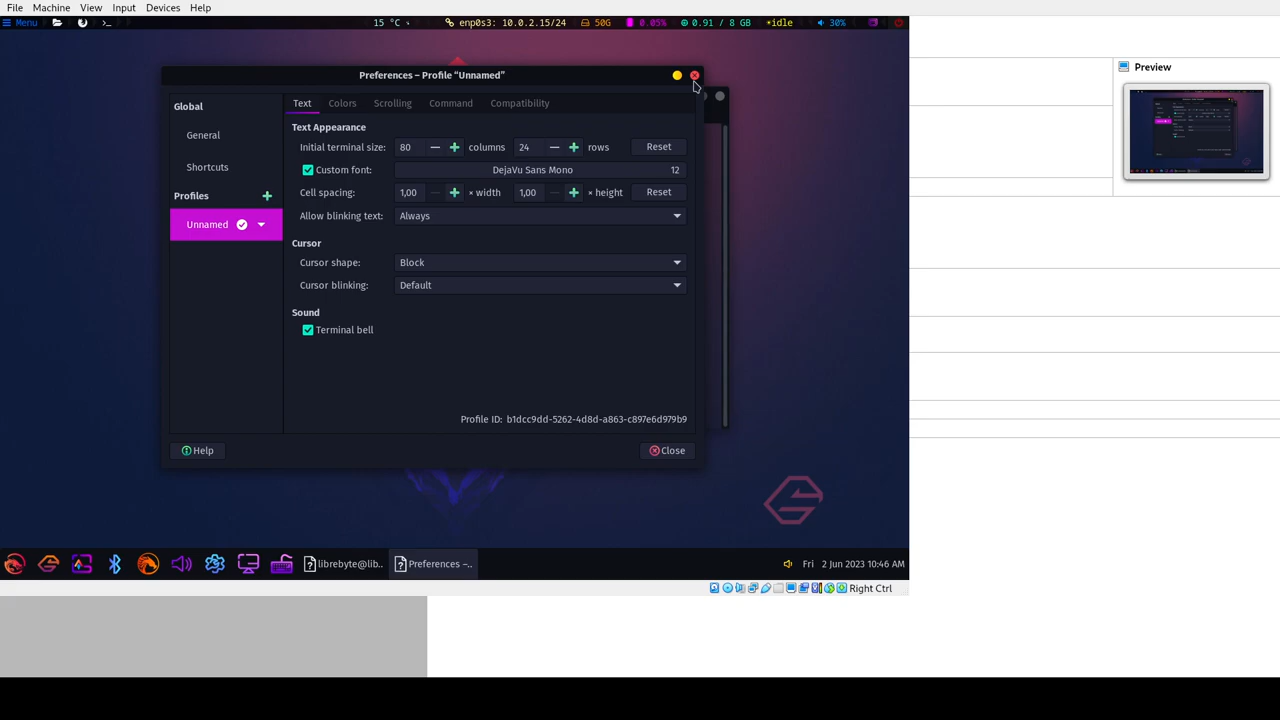 File Machine View Input Devices Help
Menu >_ 15 °C enp0s3: 10.0.2.15/24 50G 0.05% 0.91 / 8 GB idle 30%
Preferences – Profile “Unnamed”
Preview
Global
Text Colors Scrolling Command Compatibility
Text Appearance
General
Initial terminal size: 80 — + columns 24 — + rows Reset
Shortcuts
Custom font: DejaVu Sans Mono 12
Profiles +
Cell spacing: 1,00 — + × width 1,00 — + × height Reset
Allow blinking text: Always
Unnamed
Cursor
Cursor shape: Block
Cursor blinking: Default
Sound
Terminal bell
Profile ID: b1dcc9dd-5262-4d8d-a863-c897e6d979b9
Help Close
librebyte@lib.. Preferences –.. Fri 2 Jun 2023 10:46 AM
Right Ctrl